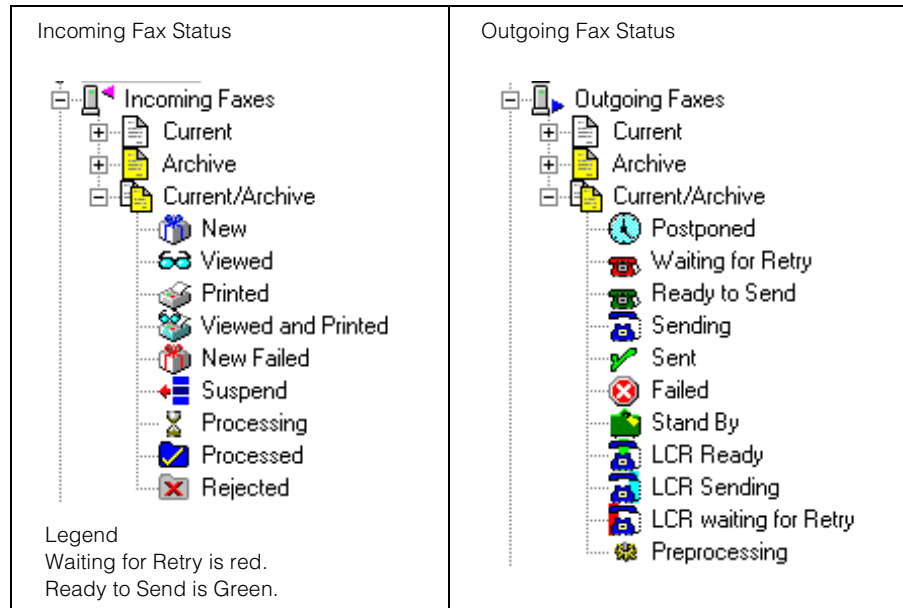 Incoming Fax Status
Incoming Faxes
Current
Archive
Current/Archive
New
Viewed
Printed
Viewed and Printed
New Failed
Suspend
Processing
Processed
Rejected
Legend
Waiting for Retry is red.
Ready to Send is Green.
Outgoing Fax Status
Outgoing Faxes
Current
Archive
Current/Archive
Postponed
Waiting for Retry
Ready to Send
Sending
Sent
Failed
Stand By
LCR Ready
LCR Sending
LCR waiting for Retry
Preprocessing